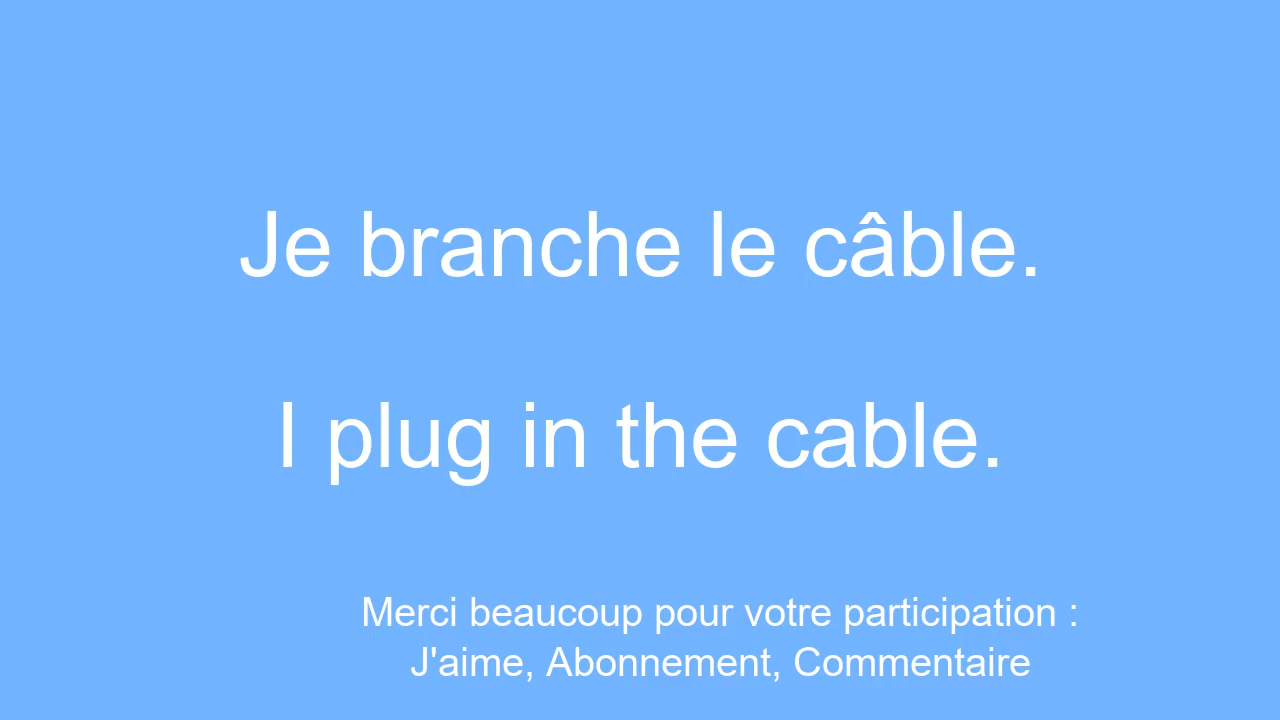 Je branche le câble.
I plug in the cable.
Merci beaucoup pour votre participation :
J'aime, Abonnement, Commentaire